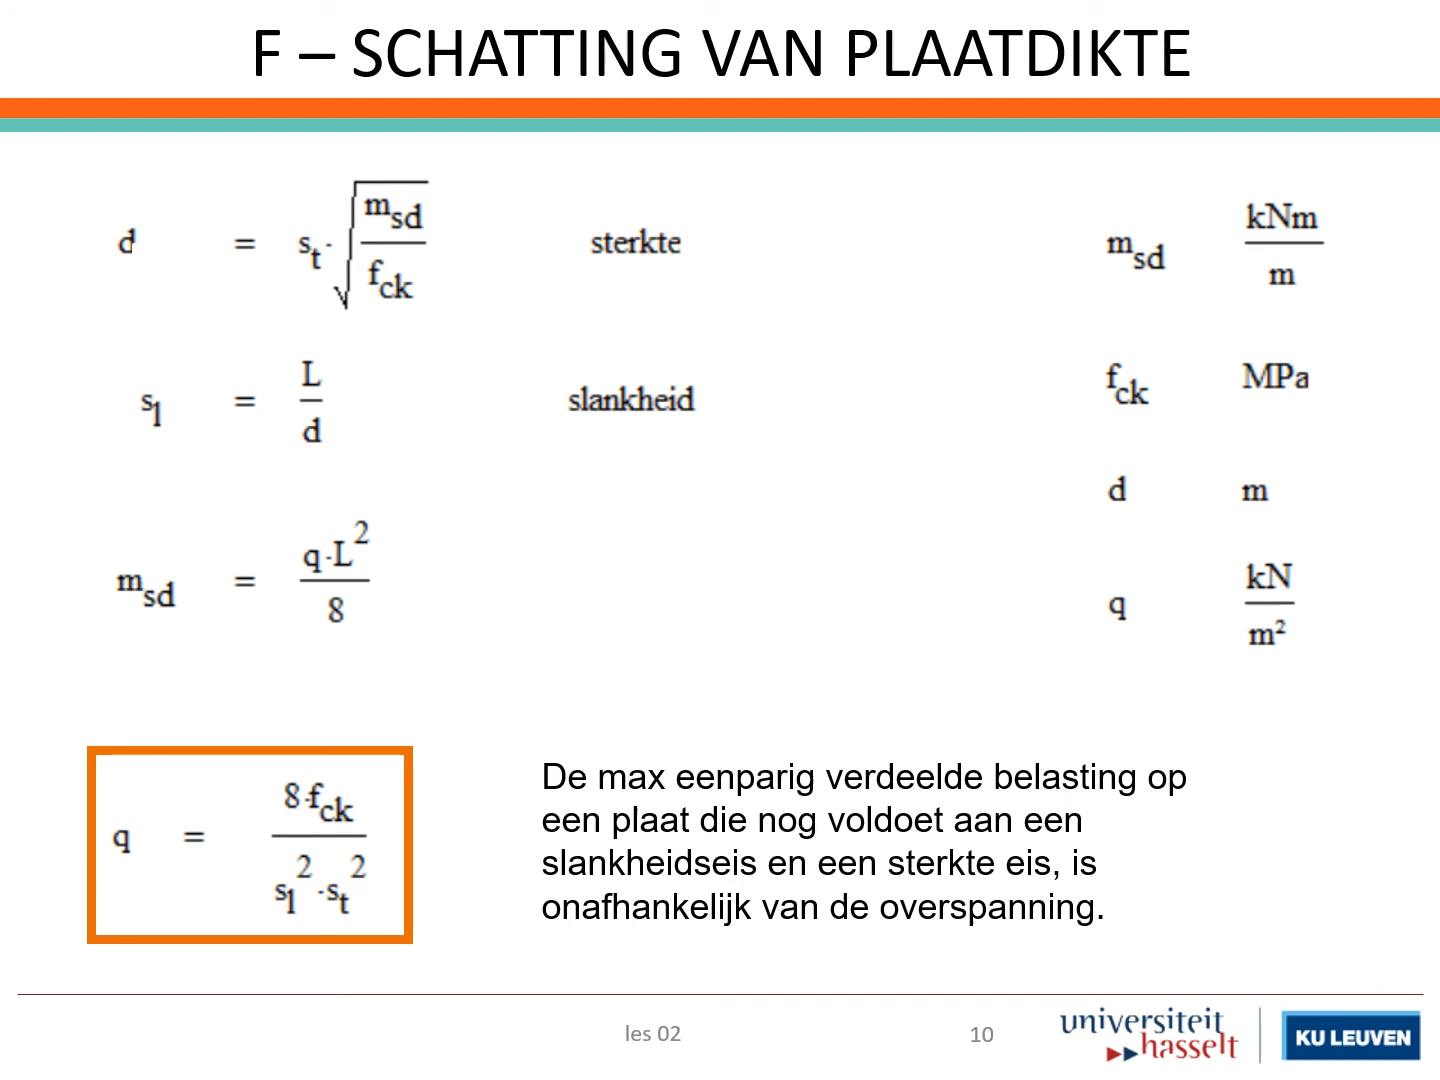 F – SCHATTING VAN PLAATDIKTE
d = s_t · √(m_sd / f_ck) sterkte
m_sd kNm/m
s_l = L/d slankheid
f_ck MPa
d m
m_sd = q·L²/8
q kN/m²
q = 8·f_ck / (s_l²·s_t²)
De max eenparig verdeelde belasting op
een plaat die nog voldoet aan een
slankheidseis en een sterkte eis, is
onafhankelijk van de overspanning.
les 02
10
universiteit
hasselt
KU LEUVEN